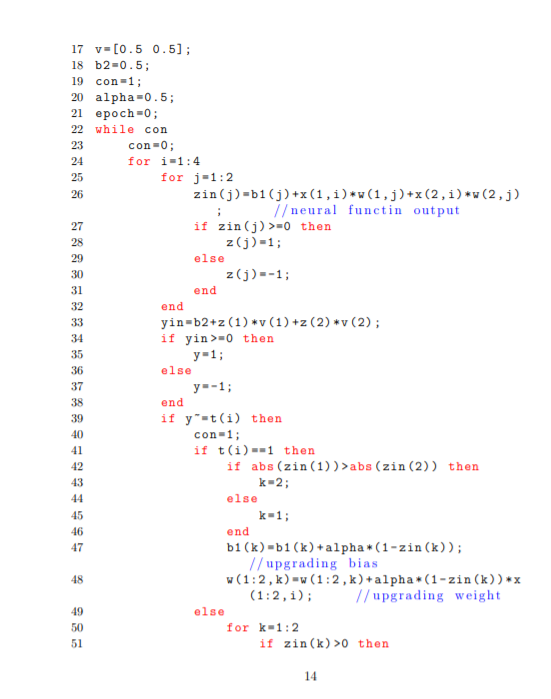 17 v=[0.5 0.5];
18 b2=0.5;
19 con=1;
20 alpha=0.5;
21 epoch=0;
22 while con
23 con=0;
24 for i=1:4
25 for j=1:2
26 zin(j)=b1(j)+x(1,i)*w(1,j)+x(2,i)*w(2,j)
; //neural functin output
27 if zin(j)>=0 then
28 z(j)=1;
29 else
30 z(j)=-1;
31 end
32 end
33 yin=b2+z(1)*v(1)+z(2)*v(2);
34 if yin>=0 then
35 y=1;
36 else
37 y=-1;
38 end
39 if y~=t(i) then
40 con=1;
41 if t(i)==1 then
42 if abs(zin(1))>abs(zin(2)) then
43 k=2;
44 else
45 k=1;
46 end
47 b1(k)=b1(k)+alpha*(1-zin(k));
//upgrading bias
48 w(1:2,k)=w(1:2,k)+alpha*(1-zin(k))*x
(1:2,i); //upgrading weight
49 else
50 for k=1:2
51 if zin(k)>0 then
14